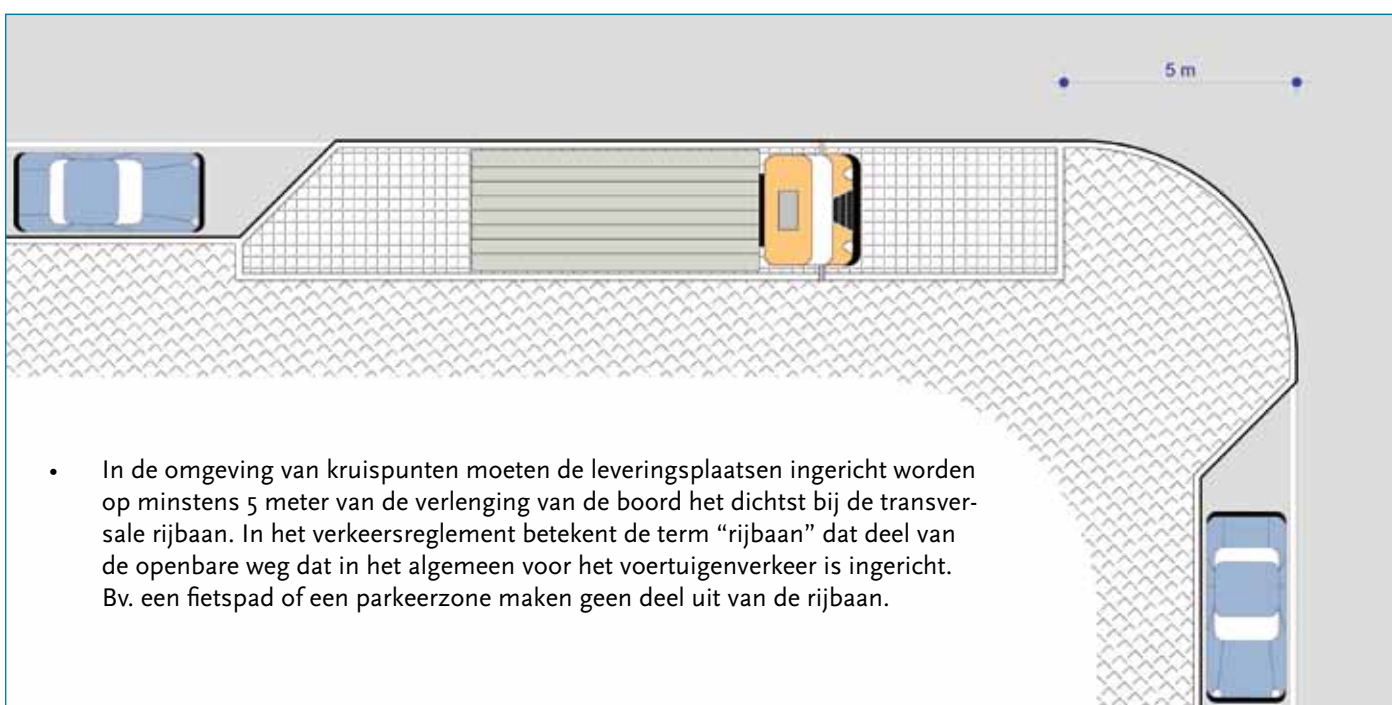 5 m
• In de omgeving van kruispunten moeten de leveringsplaatsen ingericht worden
op minstens 5 meter van de verlenging van de boord het dichtst bij de transver-
sale rijbaan. In het verkeersreglement betekent de term “rijbaan” dat deel van
de openbare weg dat in het algemeen voor het voertuigenverkeer is ingericht.
Bv. een fietspad of een parkeerzone maken geen deel uit van de rijbaan.